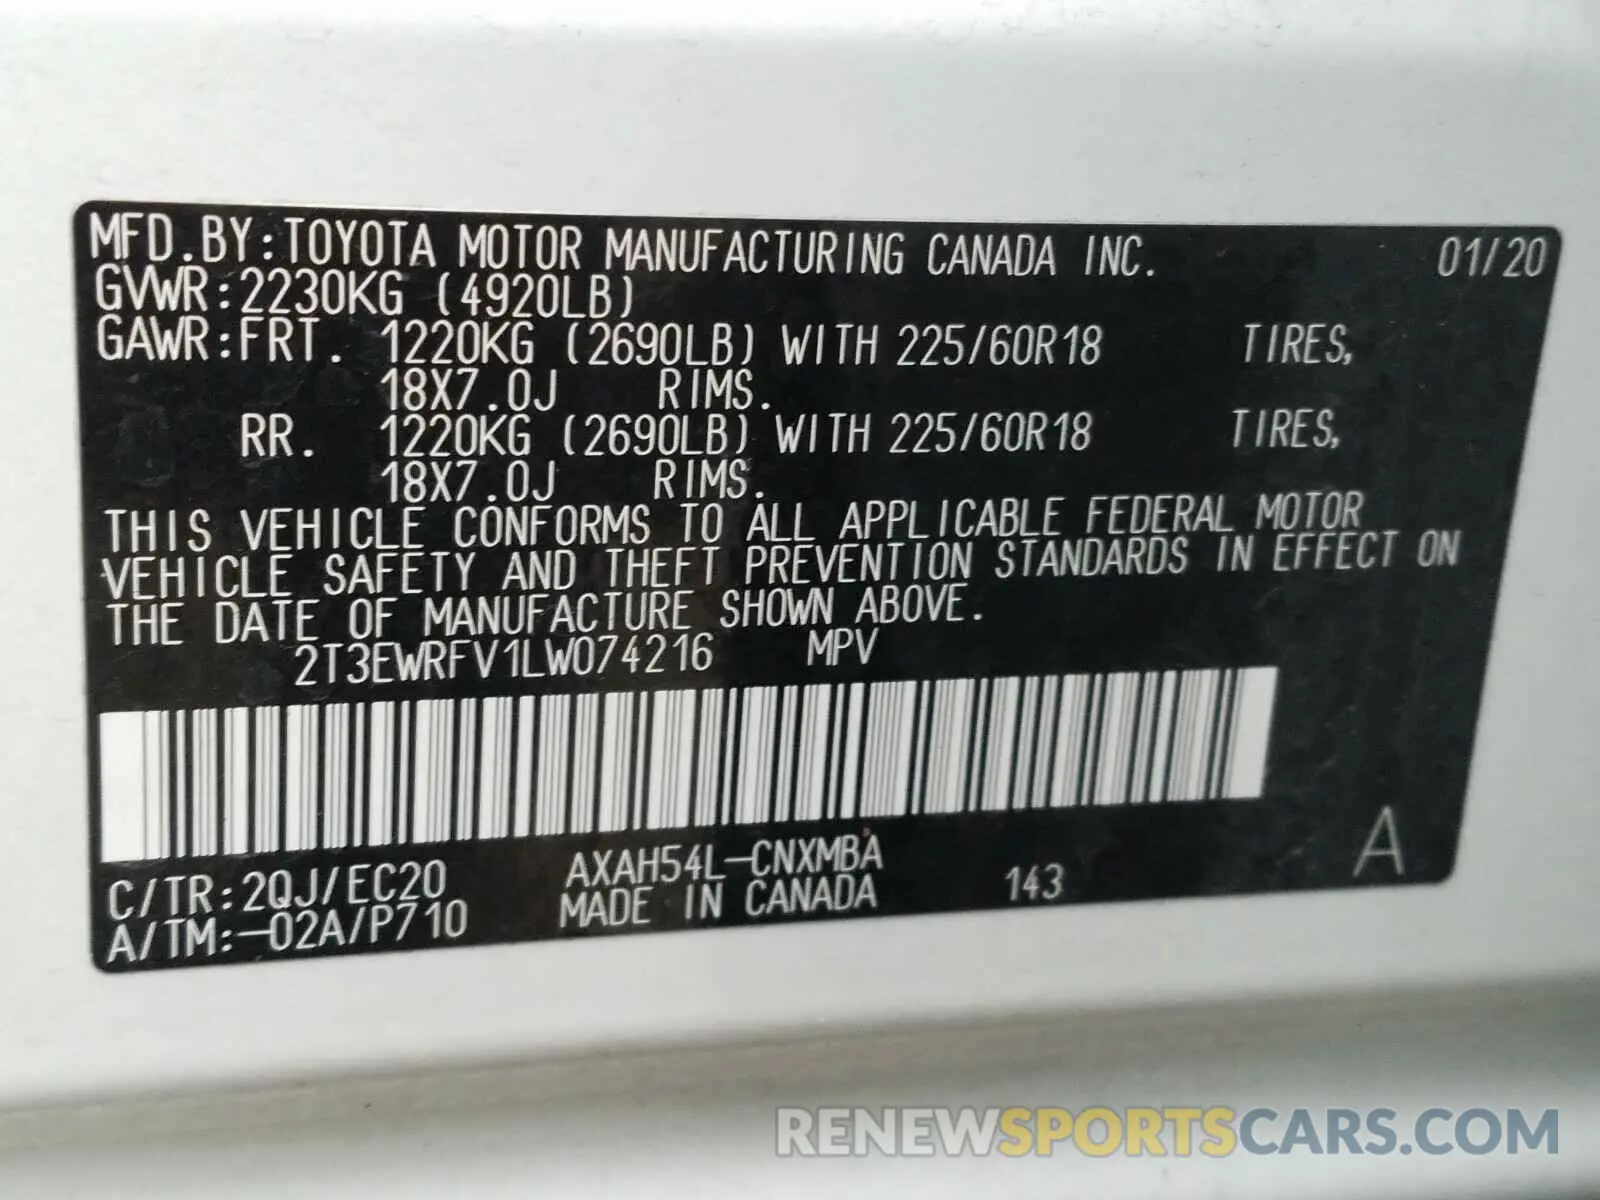 MFD.BY:TOYOTA MOTOR MANUFACTURING CANADA INC. 01/20
GVWR:2230KG (4920LB)
GAWR:FRT. 1220KG (2690LB) WITH 225/60R18 TIRES,
18X7.0J RIMS.
RR. 1220KG (2690LB) WITH 225/60R18 TIRES,
18X7.0J RIMS.
THIS VEHICLE CONFORMS TO ALL APPLICABLE FEDERAL MOTOR
VEHICLE SAFETY AND THEFT PREVENTION STANDARDS IN EFFECT ON
THE DATE OF MANUFACTURE SHOWN ABOVE.
2T3EWRFV1LW074216 MPV
C/TR:2QJ/EC20 AXAH54L-CNXMBA
A/TM:-02A/P710 MADE IN CANADA 143 A
RENEWSPORTSCARS.COM